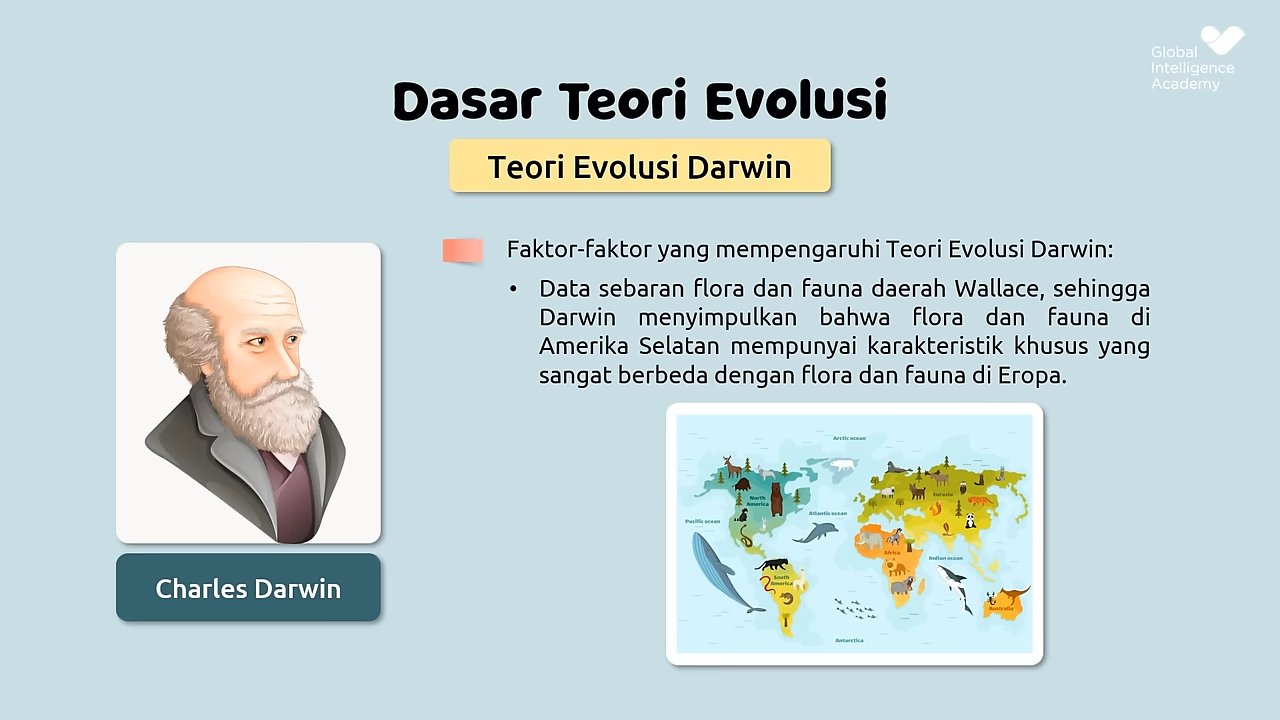 Global
Intelligence
Academy
Dasar Teori Evolusi
Teori Evolusi Darwin
Faktor-faktor yang mempengaruhi Teori Evolusi Darwin:
• Data sebaran flora dan fauna daerah Wallace, sehingga
Darwin menyimpulkan bahwa flora dan fauna di
Amerika Selatan mempunyai karakteristik khusus yang
sangat berbeda dengan flora dan fauna di Eropa.
Charles Darwin
Arctic ocean
North
America
Eurasia
Atlantic ocean
Pacific ocean
Africa
Indian ocean
South
America
Australia
Antarctica